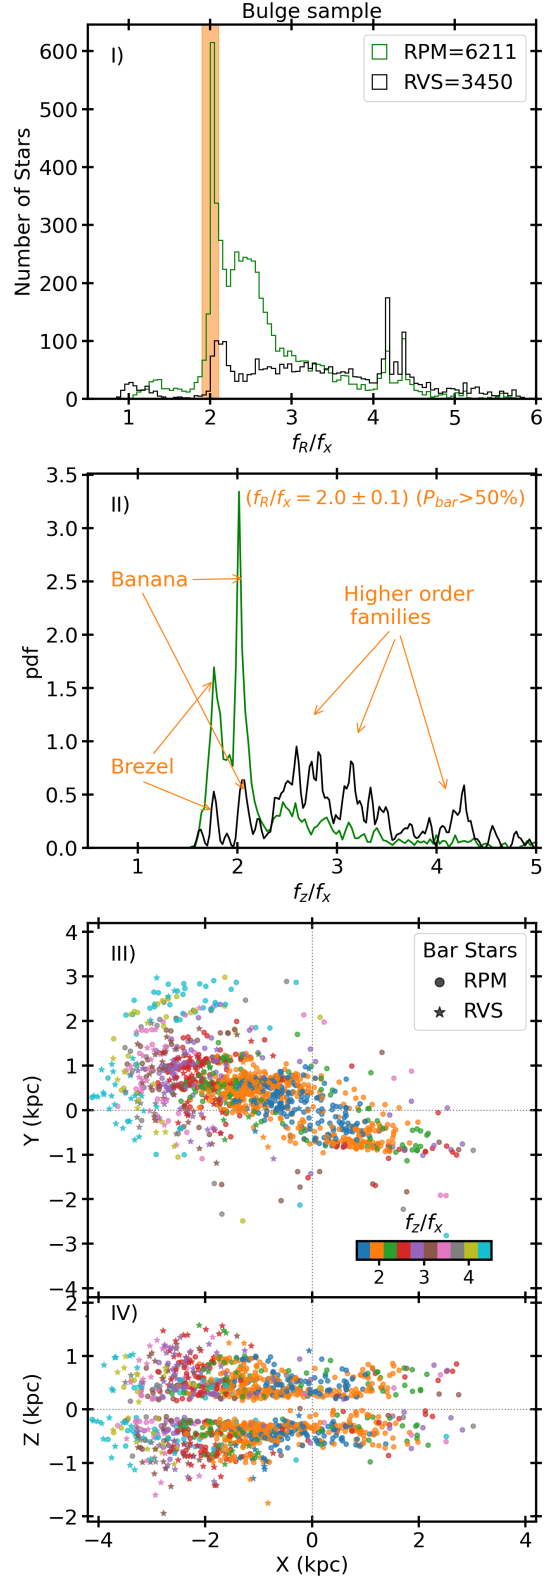 Bulge sample
I)
RPM=6211
RVS=3450
600
500
400
300
200
100
0
Number of Stars
1 2 3 4 5 6
f_R/f_x
II)
(f_R/f_x = 2.0 ± 0.1) (P_bar>50%)
Banana
Brezel
Higher order
families
3.5
3.0
2.5
2.0
1.5
1.0
0.5
0.0
pdf
1 2 3 4 5
f_z/f_x
III)
Bar Stars
RPM
RVS
4
3
2
1
0
−1
−2
−3
−4
Y (kpc)
f_z/f_x
2 3 4
IV)
2
1
0
−1
−2
Z (kpc)
−4 −2 0 2 4
X (kpc)